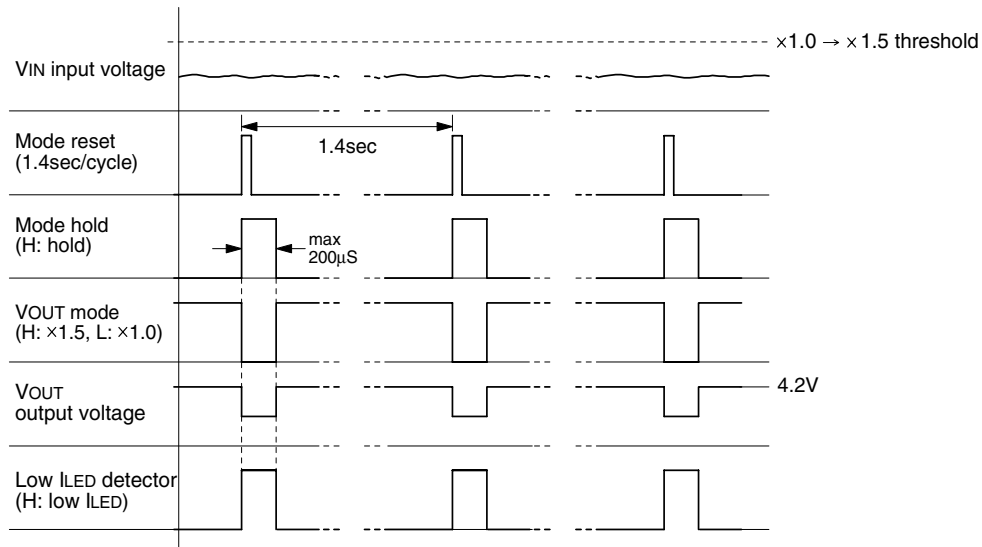 ×1.0 → ×1.5 threshold
VIN input voltage
Mode reset
(1.4sec/cycle)
1.4sec
Mode hold
(H: hold)
max
200µS
VOUT mode
(H: ×1.5, L: ×1.0)
VOUT
output voltage
4.2V
Low ILED detector
(H: low ILED)